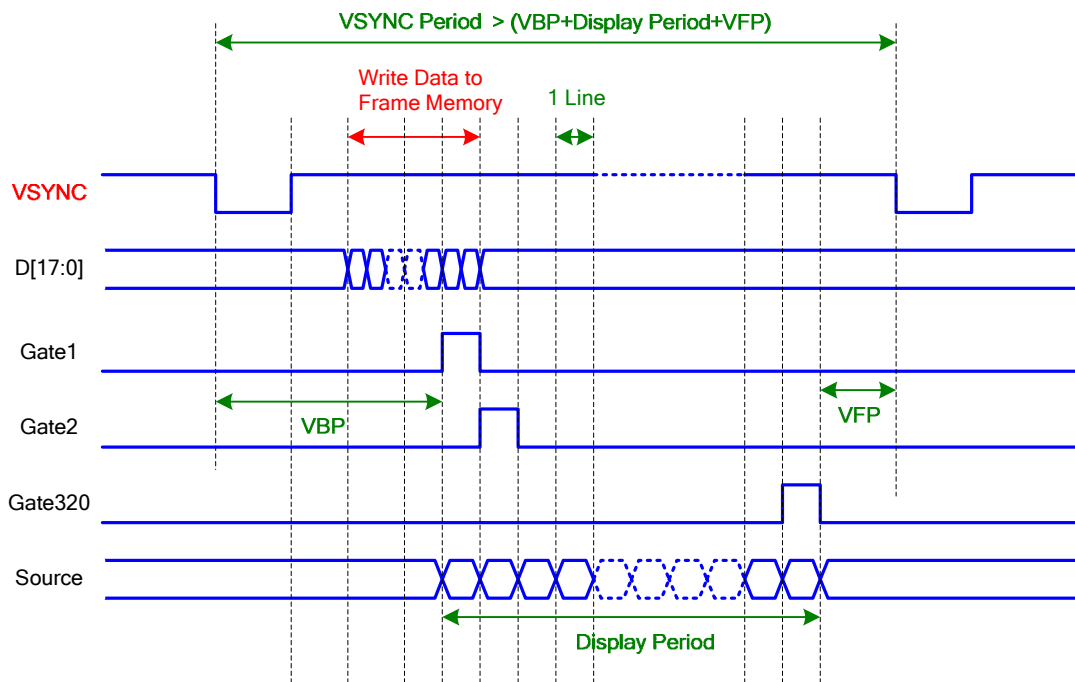 VSYNC Period > (VBP+Display Period+VFP)
Write Data to
Frame Memory
1 Line
VSYNC
D[17:0]
Gate1
VBP
VFP
Gate2
Gate320
Source
Display Period